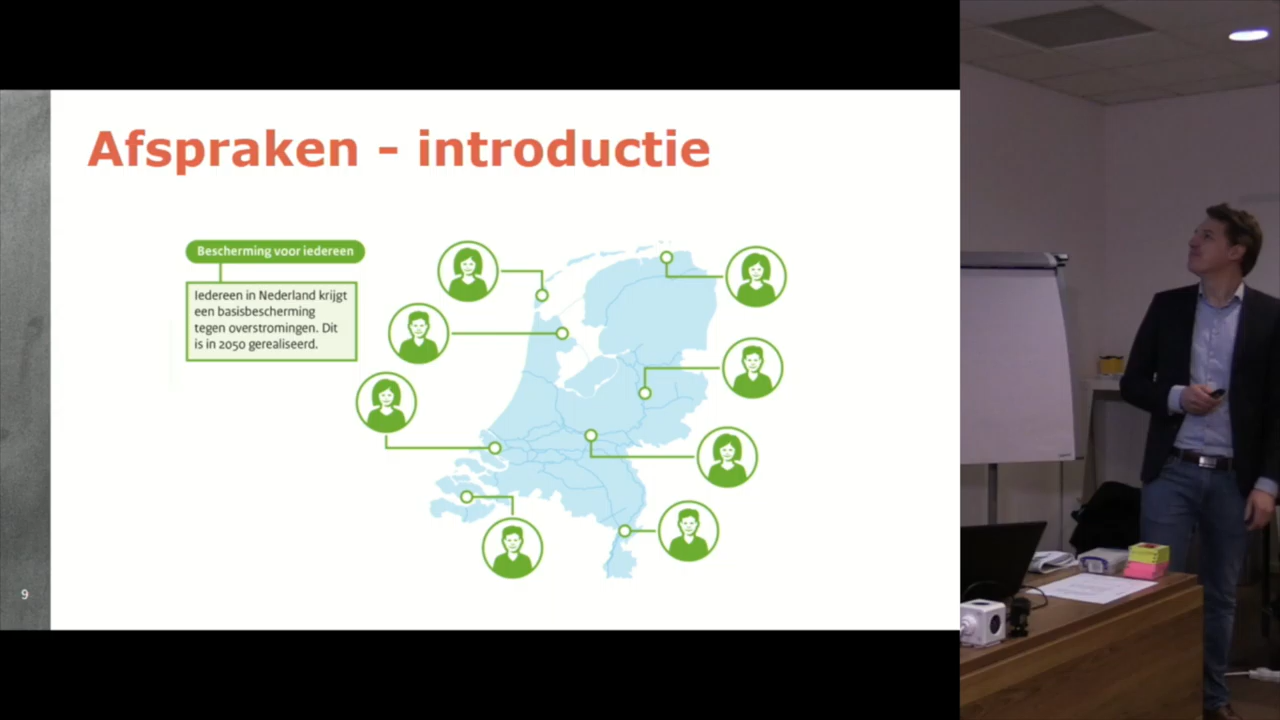 Afspraken - introductie
Bescherming voor iedereen
Iedereen in Nederland krijgt
een basisbescherming
tegen overstromingen. Dit
is in 2050 gerealiseerd.
9